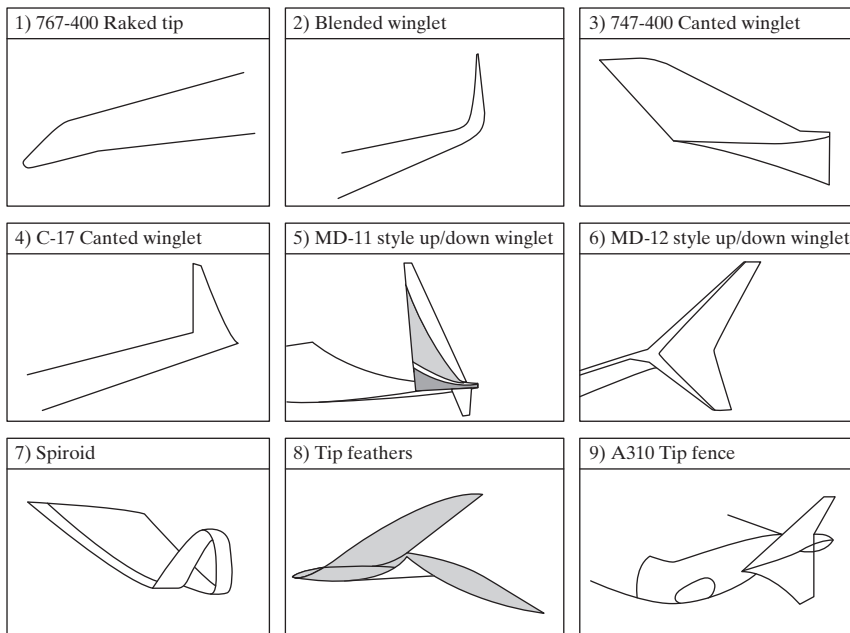 1) 767-400 Raked tip
2) Blended winglet
3) 747-400 Canted winglet
4) C-17 Canted winglet
5) MD-11 style up/down winglet
6) MD-12 style up/down winglet
7) Spiroid
8) Tip feathers
9) A310 Tip fence